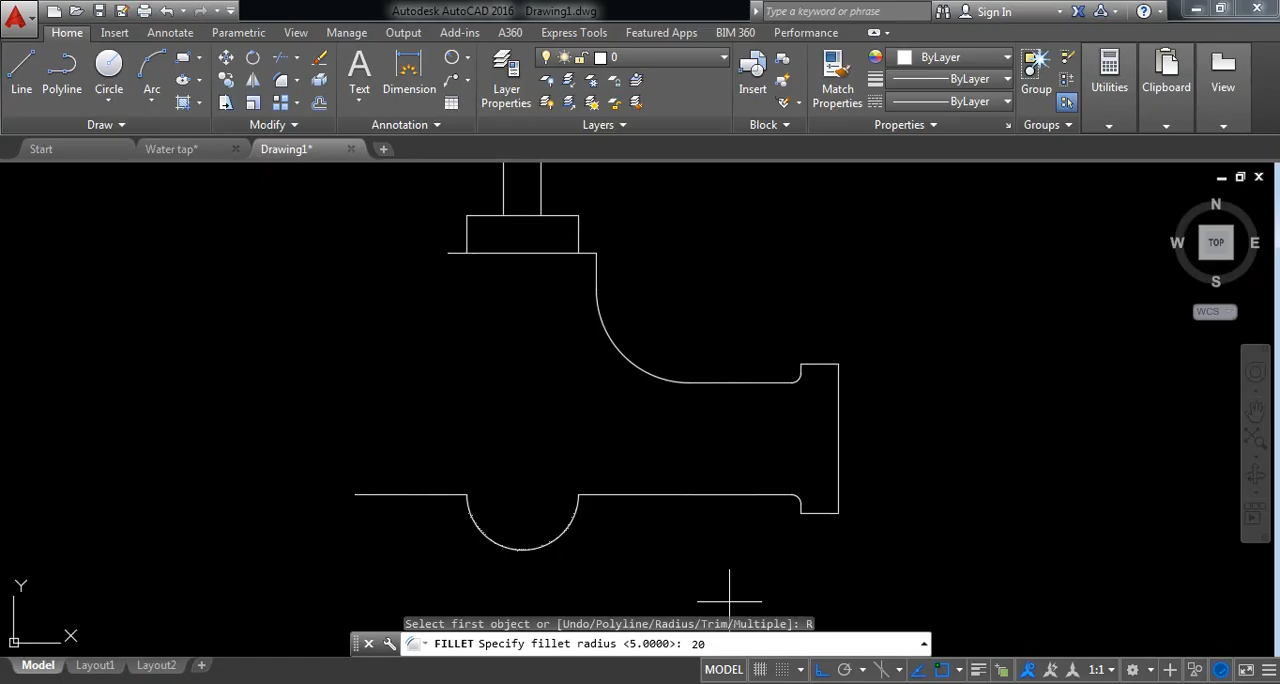 Autodesk AutoCAD 2016 Drawing1.dwg Type a keyword or phrase Sign In
Home Insert Annotate Parametric View Manage Output Add-ins A360 Express Tools Featured Apps BIM 360 Performance
0 ByLayer
Line Polyline Circle Arc Text Dimension Layer Properties Insert Match Properties ByLayer Group Utilities Clipboard View
ByLayer
Draw Modify Annotation Layers Block Properties Groups
Start Water tap* Drawing1*
N
W TOP E
S
WCS
Y
X
Select first object or [Undo/Polyline/Radius/Trim/Multiple]: R
FILLET Specify fillet radius <5.0000>: 20
Model Layout1 Layout2 MODEL 1:1